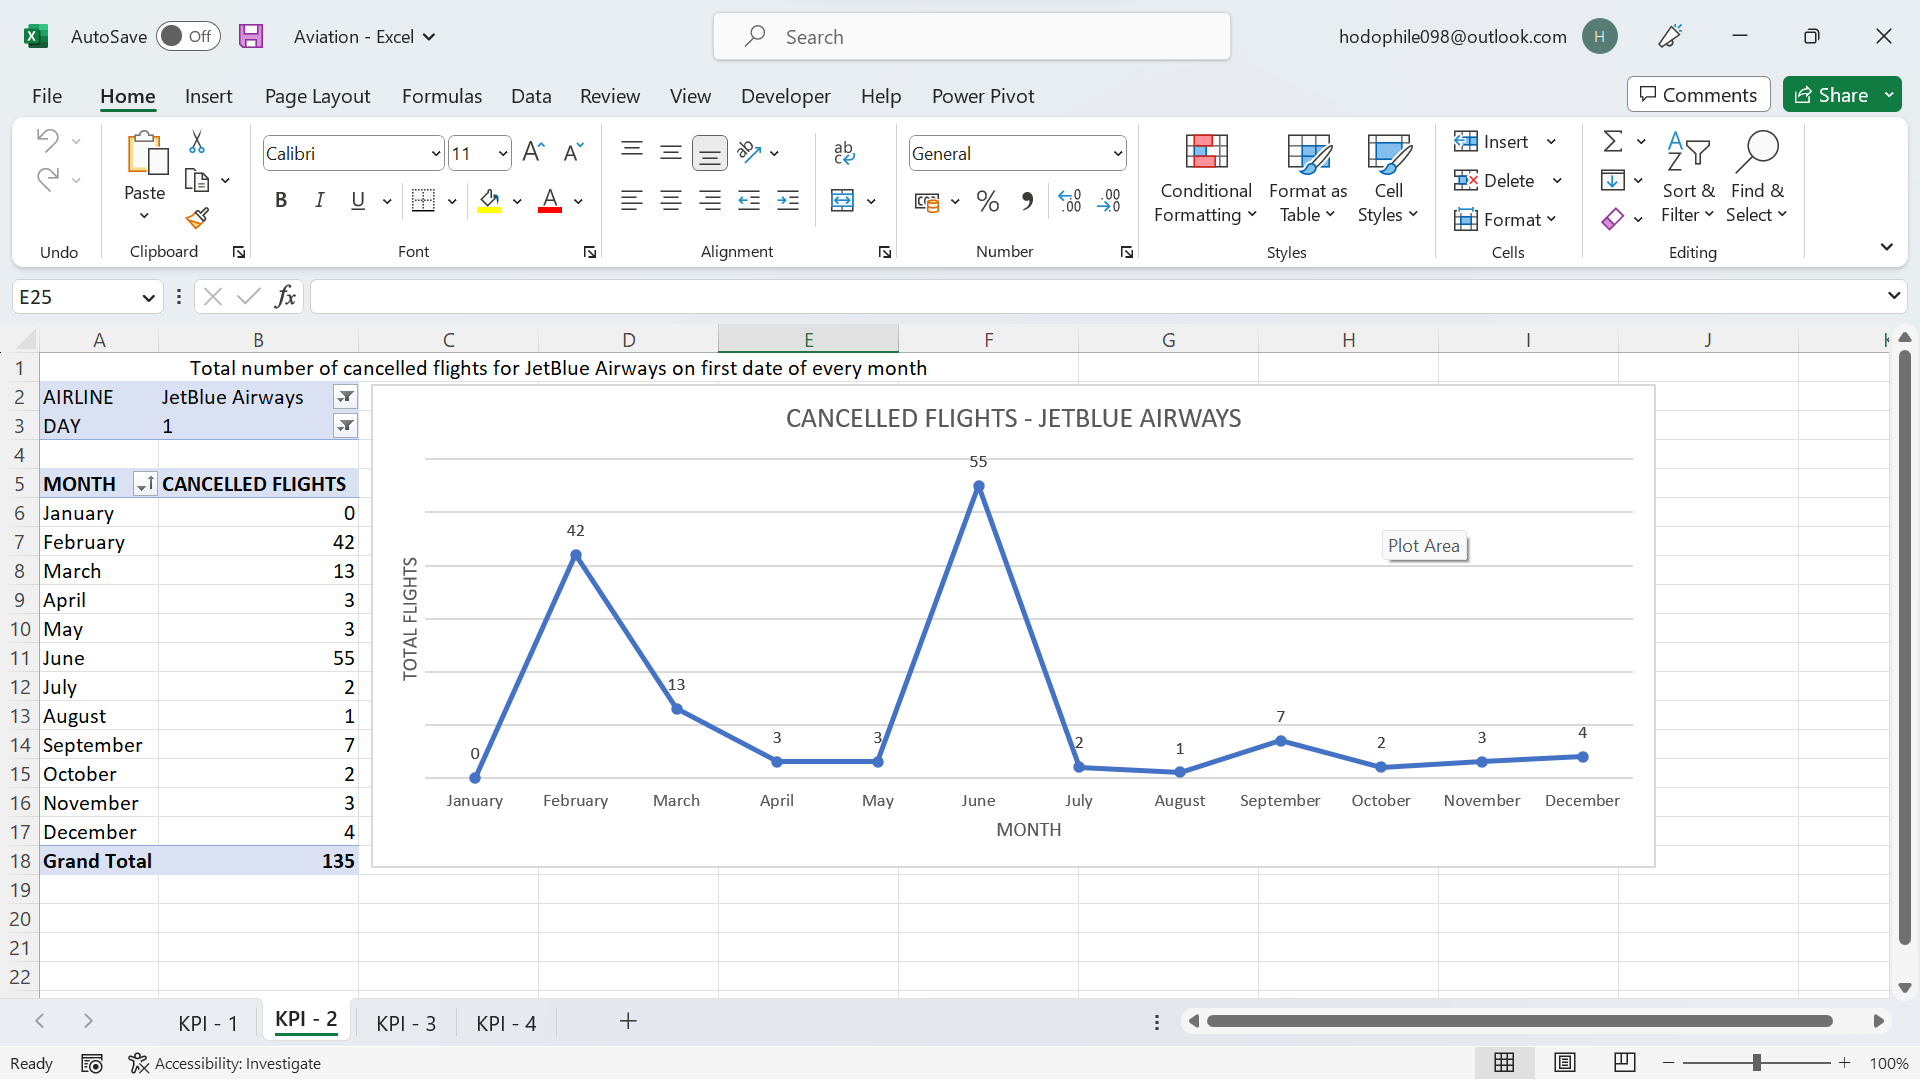 AutoSave Off Aviation - Excel Search hodophile098@outlook.com H
File Home Insert Page Layout Formulas Data Review View Developer Help Power Pivot Comments Share
Paste Calibri 11 General Conditional Formatting Format as Table Cell Styles Insert Delete Format Sort & Filter Find & Select
Undo Clipboard Font Alignment Number Styles Cells Editing
E25 fx
A B C D E F G H I J K
1 Total number of cancelled flights for JetBlue Airways on first date of every month
2 AIRLINE JetBlue Airways
3 DAY 1
4
5 MONTH CANCELLED FLIGHTS
6 January 0
7 February 42
8 March 13
9 April 3
10 May 3
11 June 55
12 July 2
13 August 1
14 September 7
15 October 2
16 November 3
17 December 4
18 Grand Total 135
19
20
21
22
CANCELLED FLIGHTS - JETBLUE AIRWAYS
TOTAL FLIGHTS
0 42 13 3 3 55 2 1 7 2 3 4
Plot Area
January February March April May June July August September October November December
MONTH
KPI - 1 KPI - 2 KPI - 3 KPI - 4
Ready Accessibility: Investigate 100%